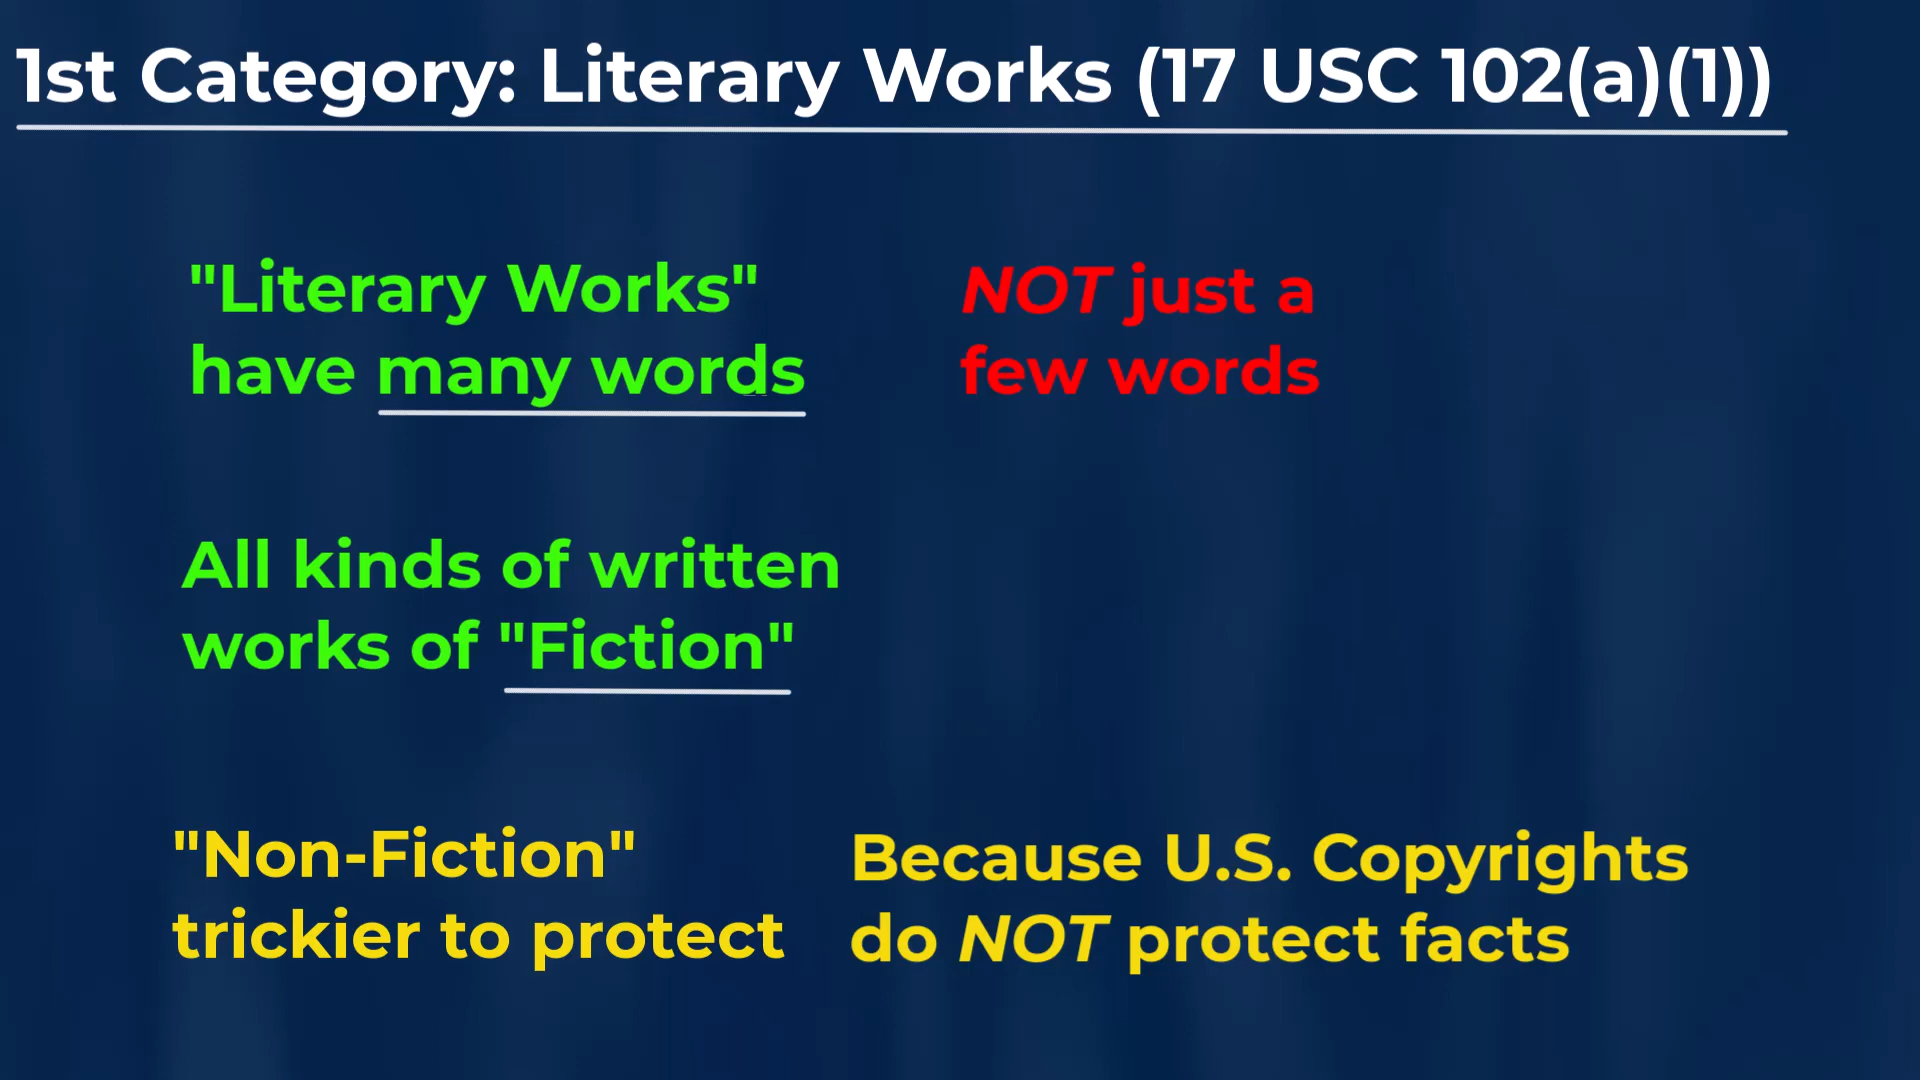 1st Category: Literary Works (17 USC 102(a)(1))
"Literary Works"
have many words
NOT just a
few words
All kinds of written
works of "Fiction"
"Non-Fiction"
trickier to protect
Because U.S. Copyrights
do NOT protect facts